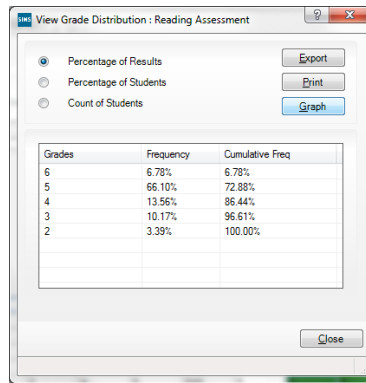 SIMS View Grade Distribution : Reading Assessment
Percentage of Results
Export
Percentage of Students
Print
Count of Students
Graph
Grades Frequency Cumulative Freq
6 6.78% 6.78%
5 66.10% 72.88%
4 13.56% 86.44%
3 10.17% 96.61%
2 3.39% 100.00%
Close